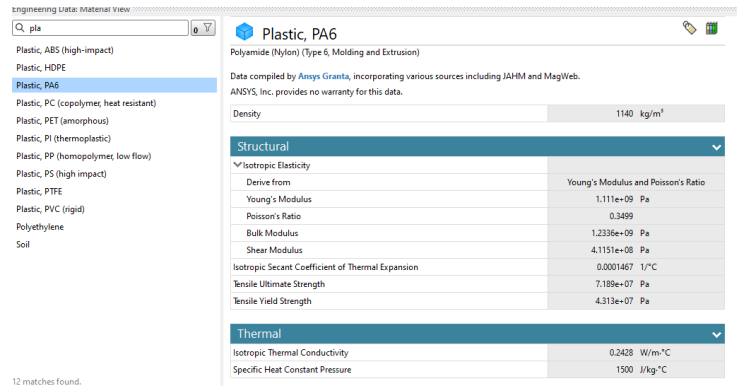 Engineering Data: Material View
pla
0
Plastic, ABS (high-impact)
Plastic, HDPE
Plastic, PA6
Plastic, PC (copolymer, heat resistant)
Plastic, PET (amorphous)
Plastic, PI (thermoplastic)
Plastic, PP (homopolymer, low flow)
Plastic, PS (high impact)
Plastic, PTFE
Plastic, PVC (rigid)
Polyethylene
Soil
12 matches found.
Plastic, PA6
Polyamide (Nylon) (Type 6, Molding and Extrusion)
Data compiled by Ansys Granta, incorporating various sources including JAHM and MagWeb.
ANSYS, Inc. provides no warranty for this data.
Density 1140 kg/m³
Structural
Isotropic Elasticity
Derive from Young's Modulus and Poisson's Ratio
Young's Modulus 1.111e+09 Pa
Poisson's Ratio 0.3499
Bulk Modulus 1.2336e+09 Pa
Shear Modulus 4.1151e+08 Pa
Isotropic Secant Coefficient of Thermal Expansion 0.0001467 1/°C
Tensile Ultimate Strength 7.189e+07 Pa
Tensile Yield Strength 4.313e+07 Pa
Thermal
Isotropic Thermal Conductivity 0.2428 W/m·°C
Specific Heat Constant Pressure 1500 J/kg·°C